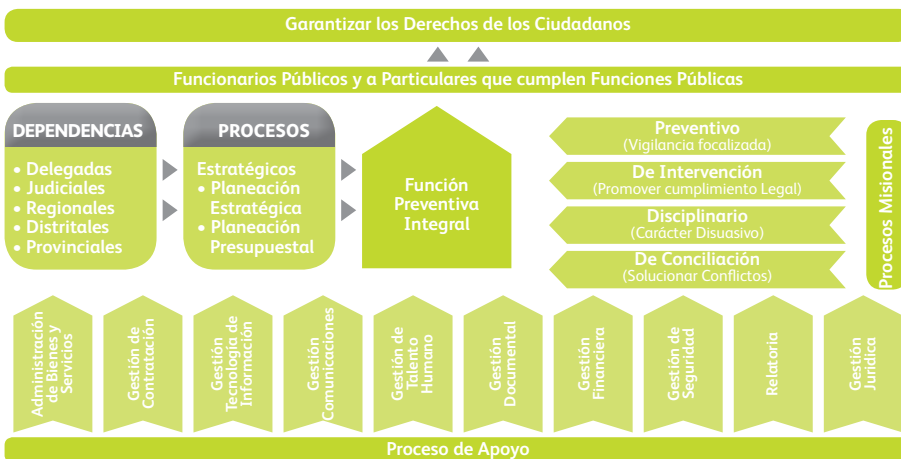 Garantizar los Derechos de los Ciudadanos
Funcionarios Públicos y a Particulares que cumplen Funciones Públicas
DEPENDENCIAS
• Delegadas
• Judiciales
• Regionales
• Distritales
• Provinciales
PROCESOS
Estratégicos
• Planeación
Estratégica
• Planeación
Presupuestal
Función
Preventiva
Integral
Preventivo
(Vigilancia focalizada)
De Intervención
(Promover cumplimiento Legal)
Disciplinario
(Carácter Disuasivo)
De Conciliación
(Solucionar Conflictos)
Procesos Misionales
Administración
de Bienes y
Servicios
Gestión de
Contratación
Gestión
Tecnología de
Información
Gestión
Comunicaciones
Gestión de
Talento
Humano
Gestión
Documental
Gestión
Financiera
Gestión de
Seguridad
Relatoria
Gestión
Jurídica
Proceso de Apoyo